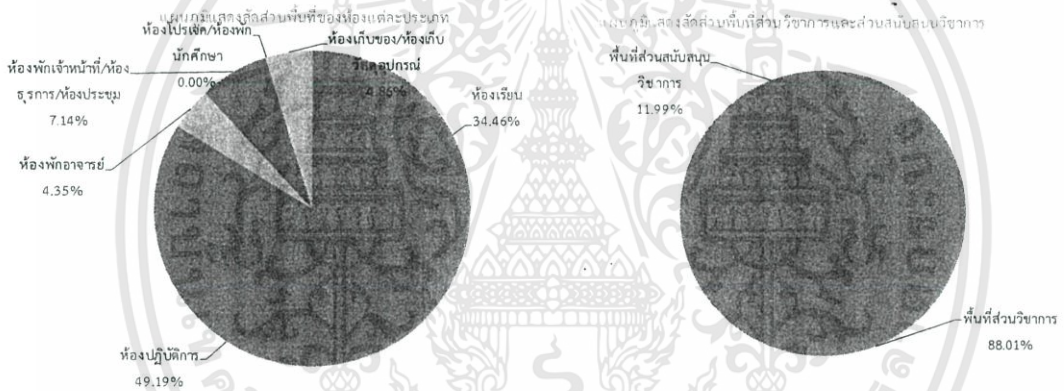 แผนภูมิแสดงสัดส่วนพื้นที่ของห้องแต่ละประเภท
ห้องโปรเจ็ค/ห้องพัก
นักศึกษา
0.00%
ห้องเก็บของ/ห้องเก็บ
วัสดุอุปกรณ์
4.86%
ห้องพักเจ้าหน้าที่/ห้อง
ธุรการ/ห้องประชุม
7.14%
ห้องเรียน
34.46%
ห้องพักอาจารย์
4.35%
ห้องปฏิบัติการ
49.19%
แผนภูมิแสดงสัดส่วนพื้นที่ส่วนวิชาการและส่วนสนับสนุนวิชาการ
พื้นที่ส่วนสนับสนุน
วิชาการ
11.99%
พื้นที่ส่วนวิชาการ
88.01%